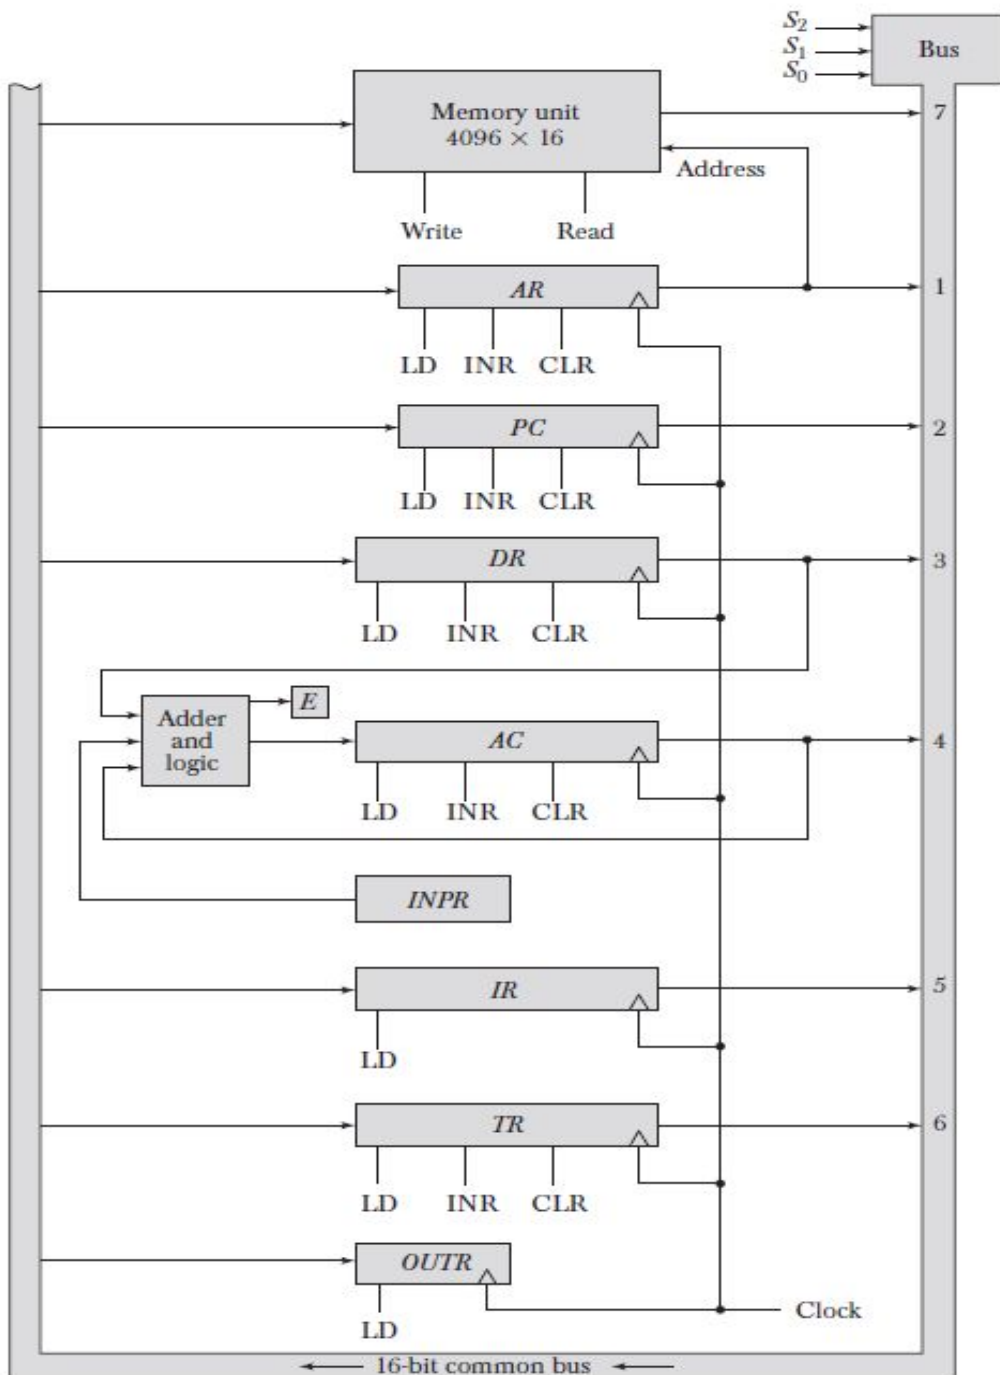 S2
S1
S0
Bus
Memory unit
4096 × 16
7
Address
Write
Read
AR
1
LD
INR
CLR
PC
2
LD
INR
CLR
DR
3
LD
INR
CLR
Adder
and
logic
E
AC
4
LD
INR
CLR
INPR
IR
5
LD
TR
6
LD
INR
CLR
OUTR
LD
Clock
16-bit common bus